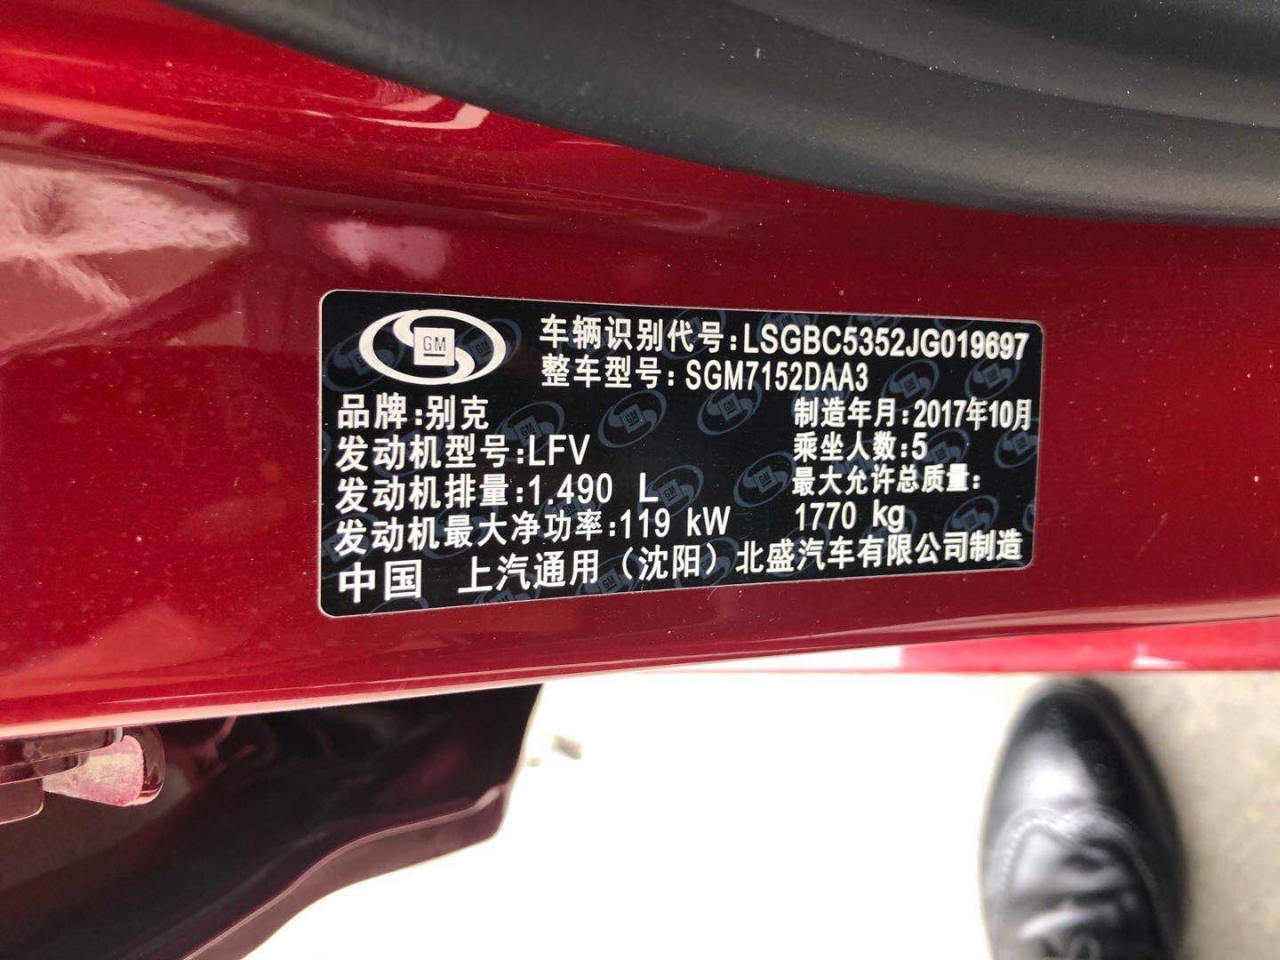 GM
车辆识别代号:LSGBC5352JG019697
整车型号:SGM7152DAA3
品牌:别克
制造年月:2017年10月
发动机型号:LFV
乘坐人数:5
发动机排量:1.490 L
最大允许总质量:
发动机最大净功率:119 kW
1770 kg
中国 上汽通用（沈阳）北盛汽车有限公司制造